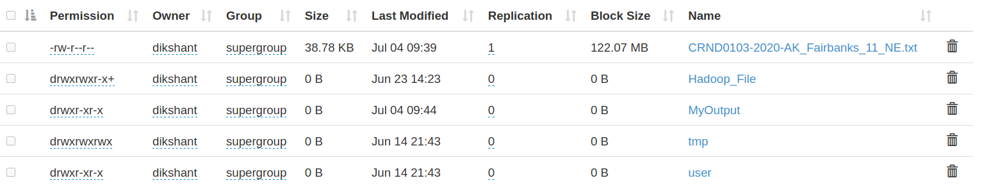 Permission Owner Group Size Last Modified Replication Block Size Name
-rw-r--r-- dikshant supergroup 38.78 KB Jul 04 09:39 1 122.07 MB CRND0103-2020-AK_Fairbanks_11_NE.txt
drwxrwxr-x+ dikshant supergroup 0 B Jun 23 14:23 0 0 B Hadoop_File
drwxr-xr-x dikshant supergroup 0 B Jul 04 09:44 0 0 B MyOutput
drwxrwxrwx dikshant supergroup 0 B Jun 14 21:43 0 0 B tmp
drwxr-xr-x dikshant supergroup 0 B Jun 14 21:43 0 0 B user